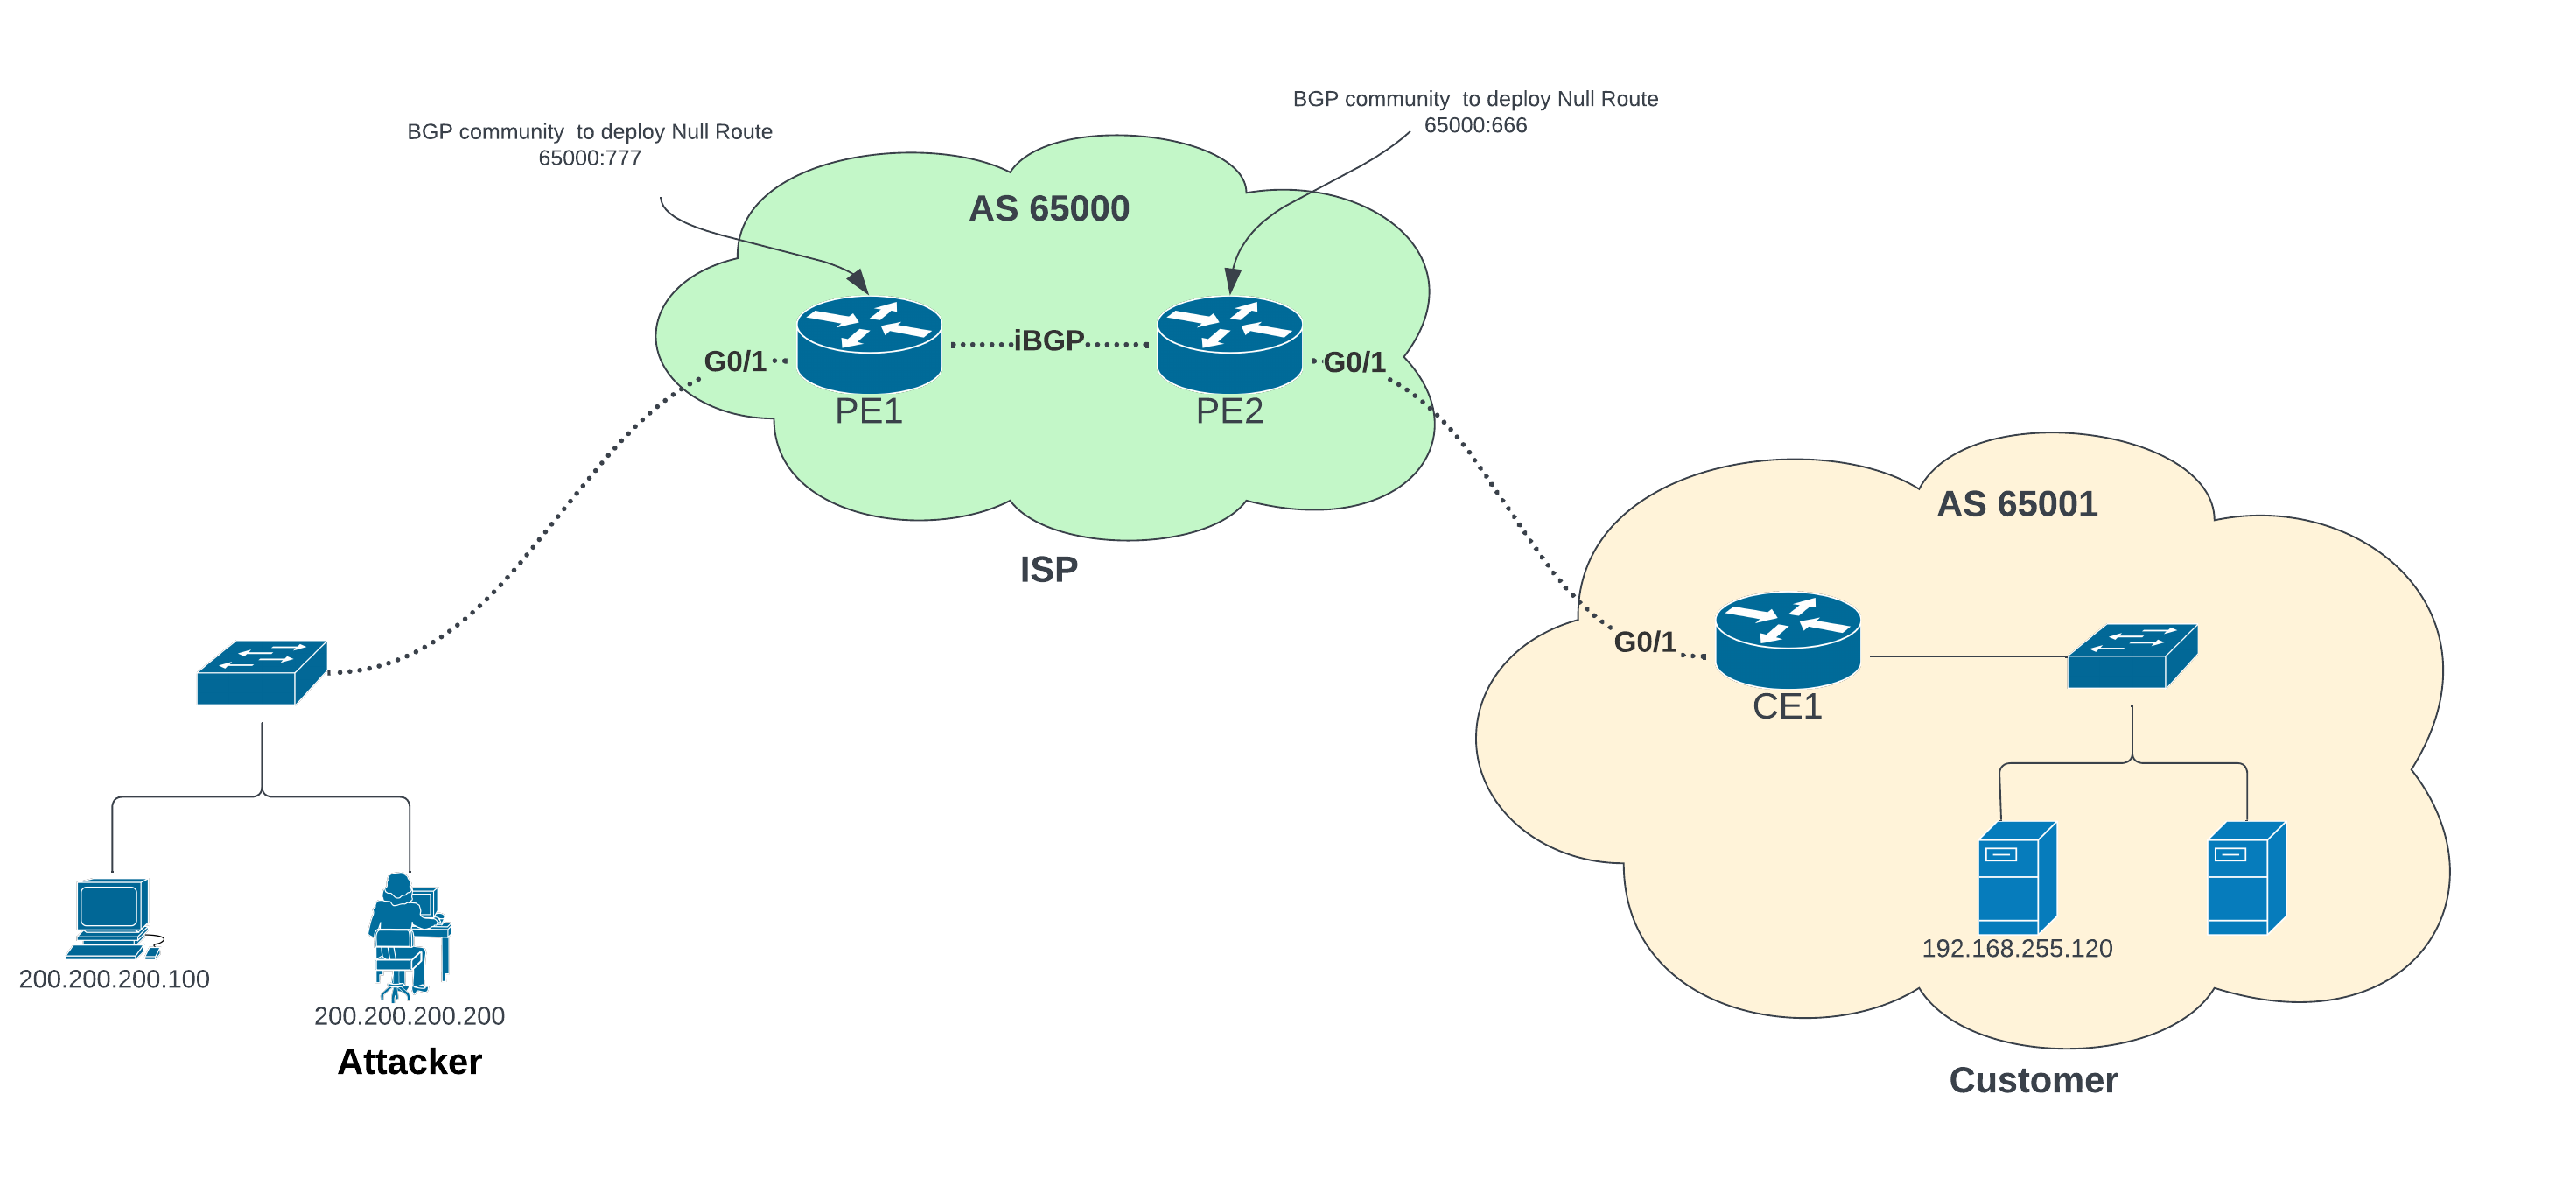 BGP community  to deploy Null Route
65000:666
BGP community  to deploy Null Route
65000:777
AS 65000
iBGP
G0/1
G0/1
PE1
PE2
ISP
AS 65001
G0/1
CE1
192.168.255.120
200.200.200.100
200.200.200.200
Attacker
Customer